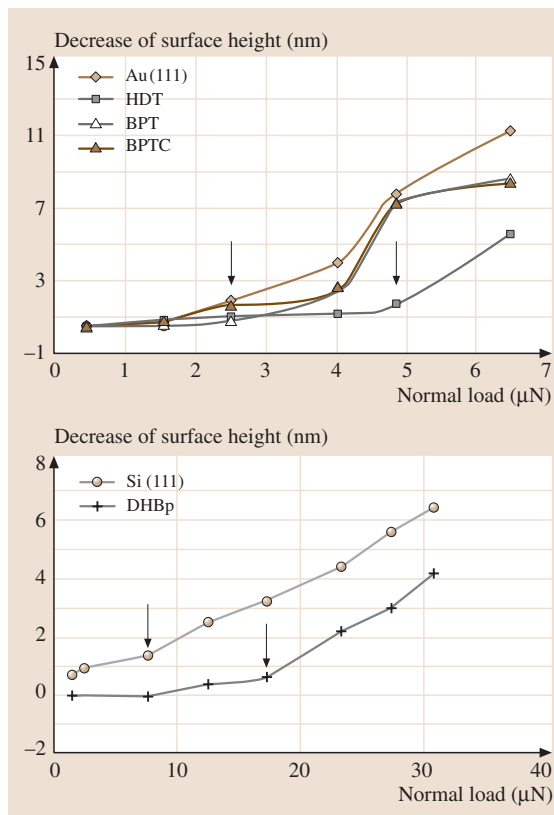 Decrease of surface height (nm)
15
Au (111)
HDT
BPT
BPTC
11
7
3
–1
0 1 2 3 4 5 6 7
Normal load (μN)
Decrease of surface height (nm)
8
Si (111)
DHBp
6
4
2
0
–2
0 10 20 30 40
Normal load (μN)